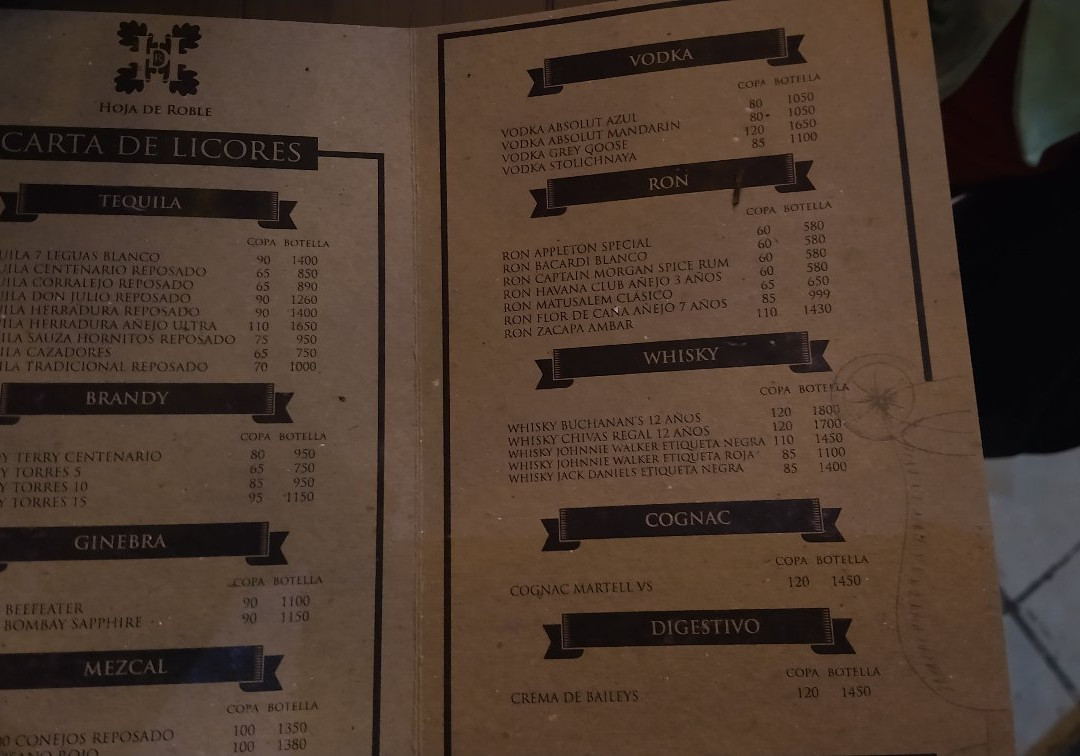 HOJA DE ROBLE
CARTA DE LICORES
TEQUILA
COPA BOTELLA
UILA 7 LEGUAS BLANCO 90 1400
UILA CENTENARIO REPOSADO 65 850
UILA CORRALEJO REPOSADO 65 890
UILA DON JULIO REPOSADO 90 1260
UILA HERRADURA REPOSADO 90 1400
UILA HERRADURA AÑEJO ULTRA 110 1650
UILA SAUZA HORNITOS REPOSADO 75 950
ILA CAZADORES 65 750
ILA TRADICIONAL REPOSADO 70 1000
BRANDY
COPA BOTELLA
Y TERRY CENTENARIO 80 950
Y TORRES 5 65 750
Y TORRES 10 85 950
Y TORRES 15 95 1150
GINEBRA
COPA BOTELLA
BEEFEATER 90 1100
BOMBAY SAPPHIRE 90 1150
MEZCAL
COPA BOTELLA
00 CONEJOS REPOSADO 100 1350
ROJO 100 1380
VODKA
COPA BOTELLA
VODKA ABSOLUT AZUL 80 1050
VODKA ABSOLUT MANDARIN 80 1050
VODKA GREY GOOSE 120 1650
VODKA STOLICHNAYA 85 1100
RON
COPA BOTELLA
RON APPLETON SPECIAL 60 580
RON BACARDI BLANCO 60 580
RON CAPTAIN MORGAN SPICE RUM 60 580
RON HAVANA CLUB AÑEJO 3 AÑOS 60 580
RON MATUSALEM CLASICO 65 650
RON FLOR DE CAÑA AÑEJO 7 AÑOS 85 999
RON ZACAPA AMBAR 110 1430
WHISKY
COPA BOTELLA
WHISKY BUCHANAN'S 12 AÑOS 120 1800
WHISKY CHIVAS REGAL 12 AÑOS 120 1700
WHISKY JOHNNIE WALKER ETIQUETA NEGRA 110 1450
WHISKY JOHNNIE WALKER ETIQUETA ROJA 85 1100
WHISKY JACK DANIELS ETIQUETA NEGRA 85 1400
COGNAC
COPA BOTELLA
COGNAC MARTELL VS 120 1450
DIGESTIVO
COPA BOTELLA
CREMA DE BAILEYS 120 1450